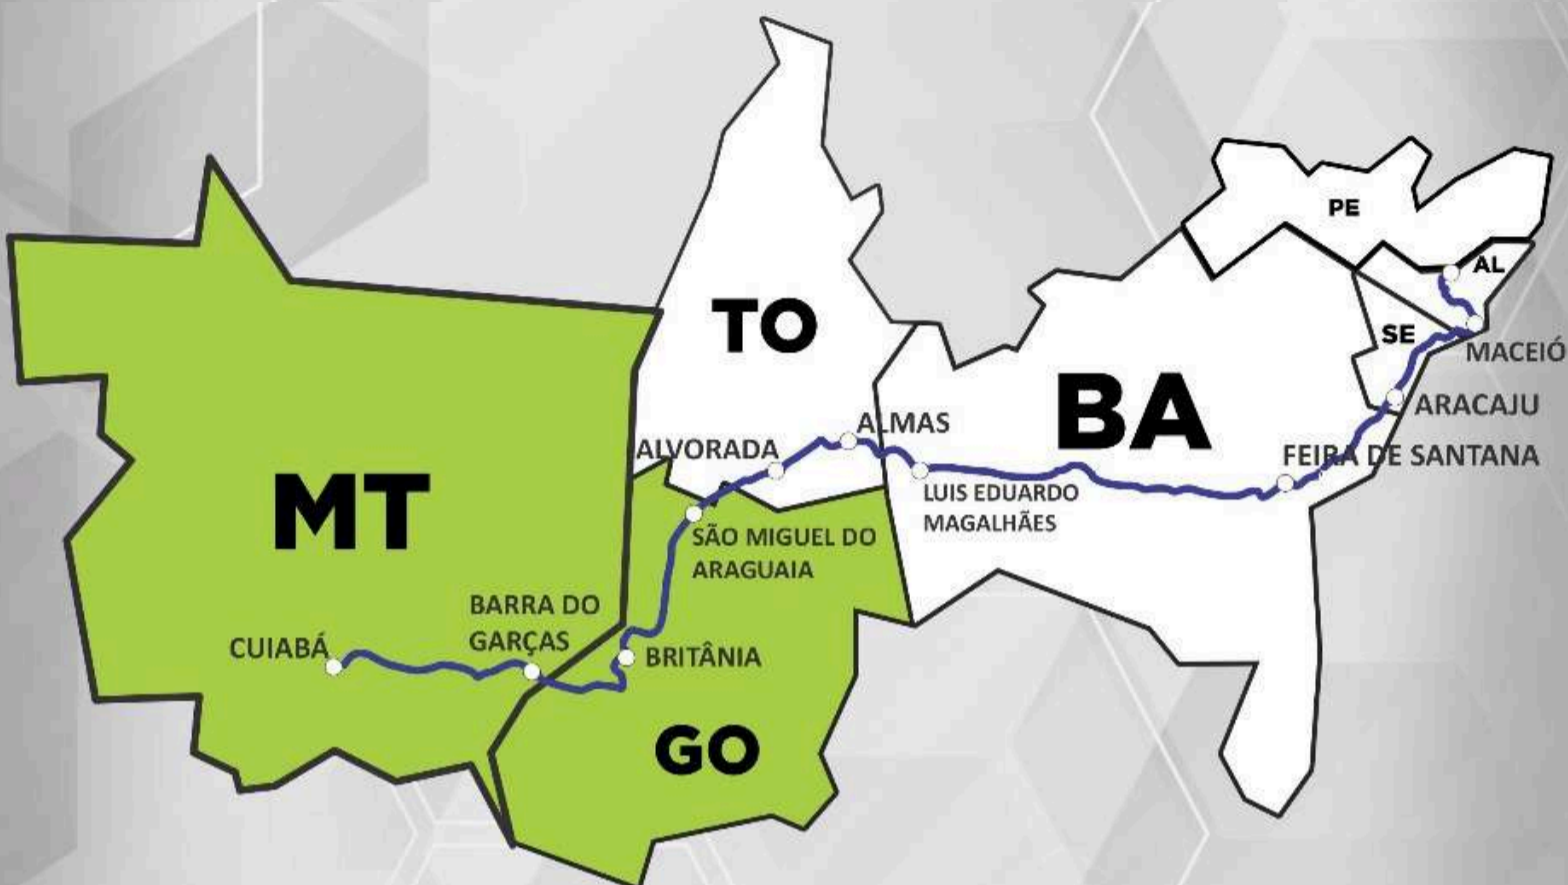 PE
AL
TO
SE
MACEIÓ
BA
ARACAJU
ALMAS
ALVORADA
FEIRA DE SANTANA
MT
LUIS EDUARDO
MAGALHÃES
SÃO MIGUEL DO
ARAGUAIA
BARRA DO
GARÇAS
CUIABÁ
BRITÂNIA
GO